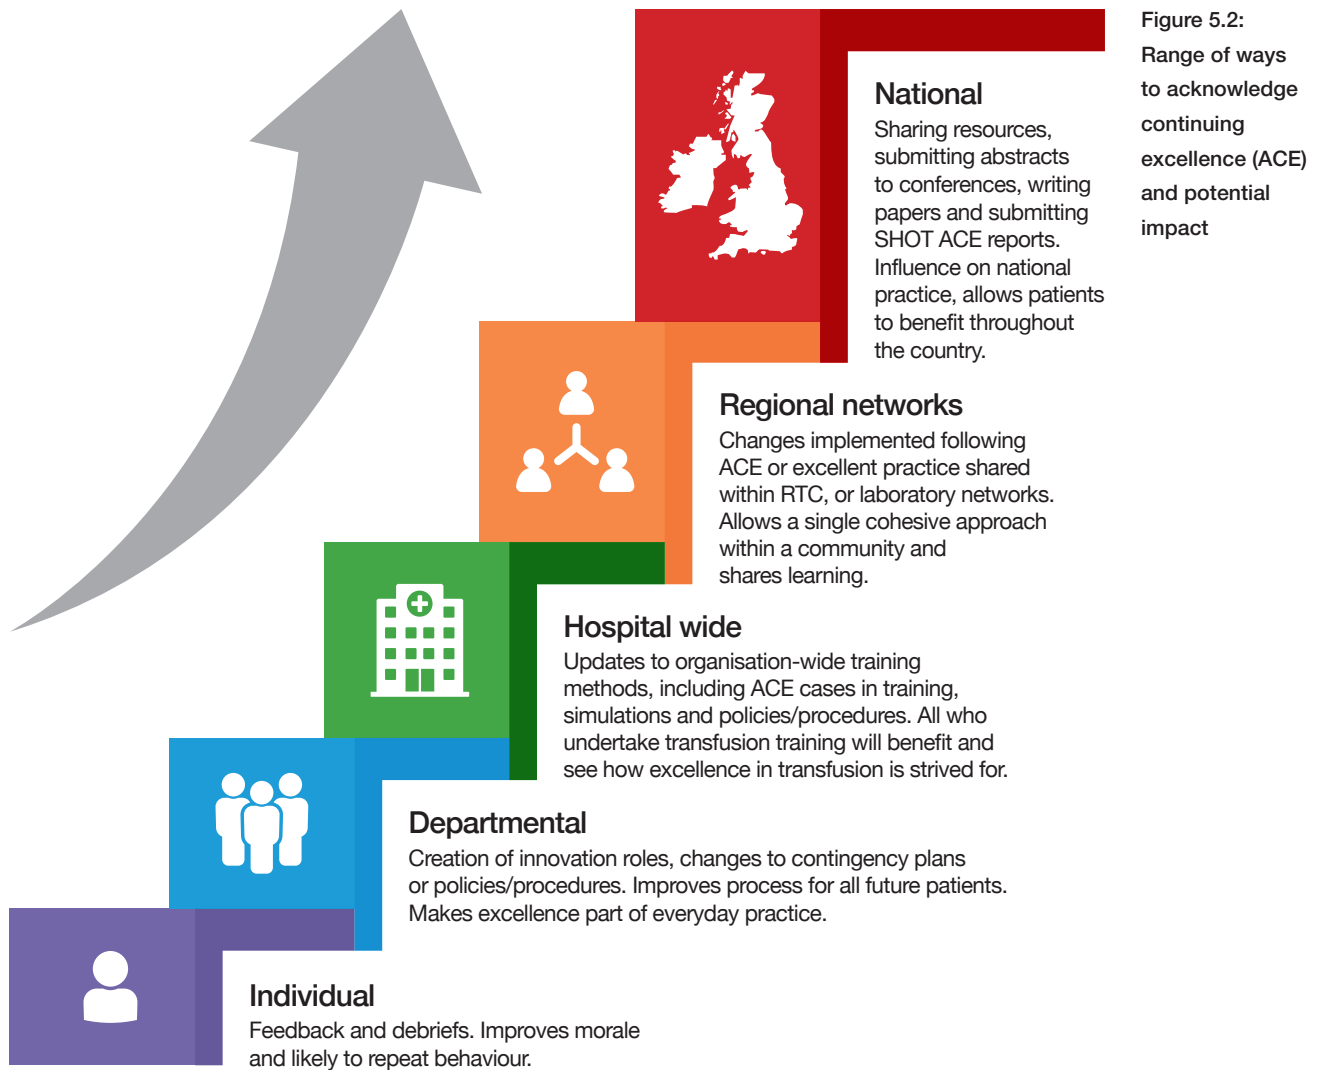 Figure 5.2:
Range of ways
to acknowledge
continuing
excellence (ACE)
and potential
impact
National
Sharing resources,
submitting abstracts
to conferences, writing
papers and submitting
SHOT ACE reports.
Influence on national
practice, allows patients
to benefit throughout
the country.
Regional networks
Changes implemented following
ACE or excellent practice shared
within RTC, or laboratory networks.
Allows a single cohesive approach
within a community and
shares learning.
Hospital wide
Updates to organisation-wide training
methods, including ACE cases in training,
simulations and policies/procedures. All who
undertake transfusion training will benefit and
see how excellence in transfusion is strived for.
Departmental
Creation of innovation roles, changes to contingency plans
or policies/procedures. Improves process for all future patients.
Makes excellence part of everyday practice.
Individual
Feedback and debriefs. Improves morale
and likely to repeat behaviour.